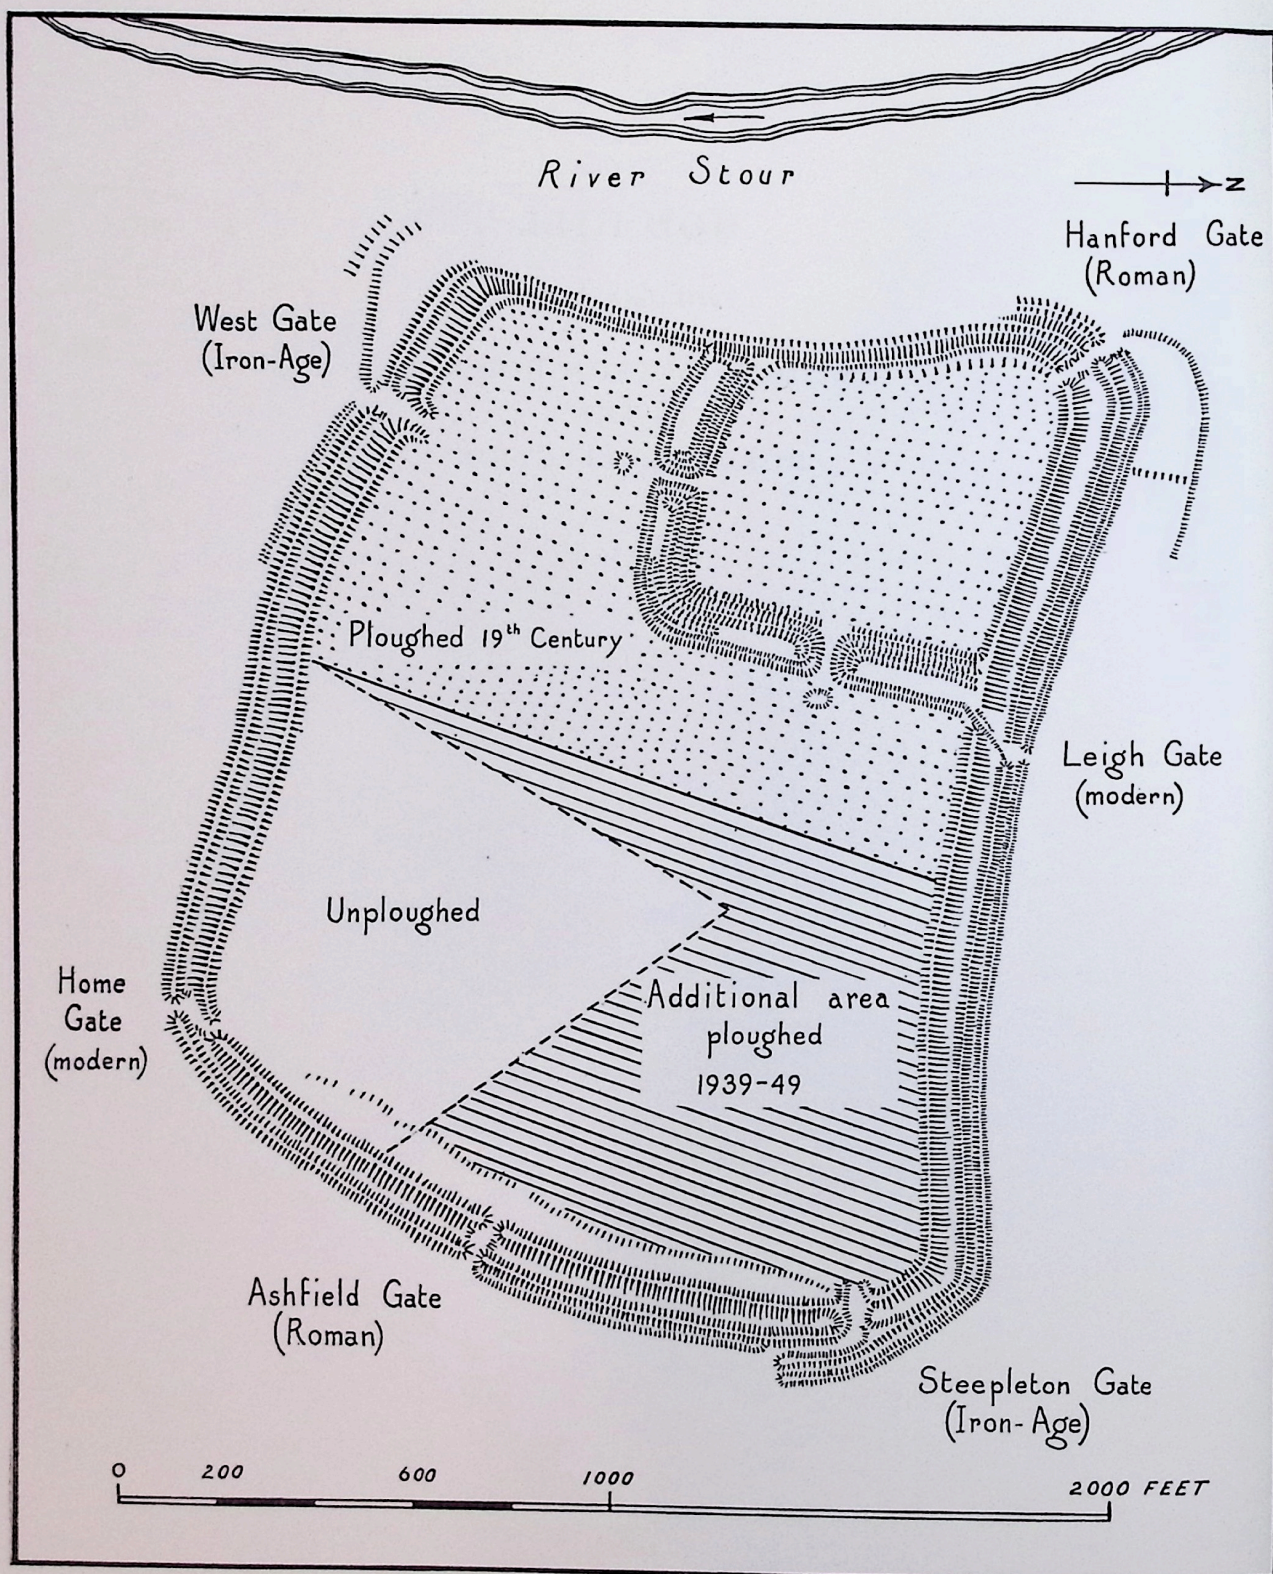 River Stour
N
Hanford Gate
(Roman)
West Gate
(Iron-Age)
Ploughed 19th Century
Leigh Gate
(modern)
Unploughed
Home
Gate
(modern)
Additional area
ploughed
1939-49
Ashfield Gate
(Roman)
Steepleton Gate
(Iron-Age)
0 200 600 1000 2000 FEET